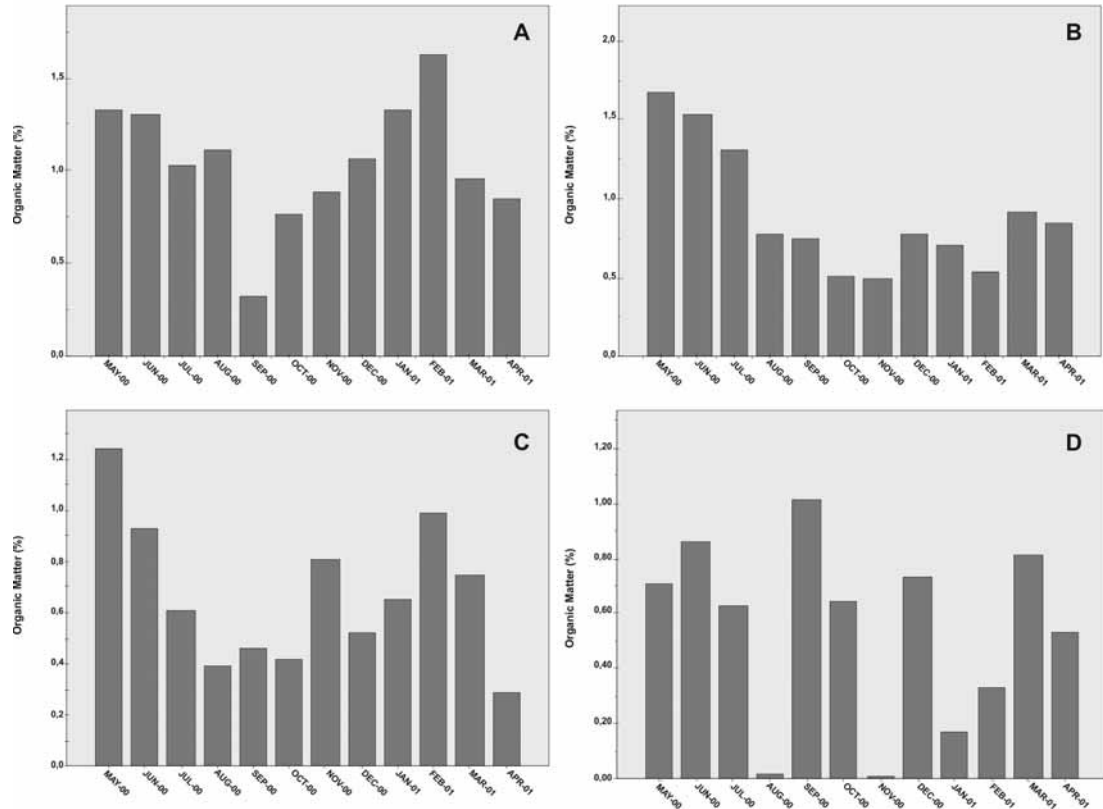 A
Organic Matter (%)
1,5
1,0
0,5
0,0
MAY-00 JUN-00 JUL-00 AUG-00 SEP-00 OCT-00 NOV-00 DEC-00 JAN-01 FEB-01 MAR-01 APR-01
B
Organic Matter (%)
2,0
1,5
1,0
0,5
0,0
MAY-00 JUN-00 JUL-00 AUG-00 SEP-00 OCT-00 NOV-00 DEC-00 JAN-01 FEB-01 MAR-01 APR-01
C
Organic Matter (%)
1,2
1,0
0,8
0,6
0,4
0,2
0,0
MAY-00 JUN-00 JUL-00 AUG-00 SEP-00 OCT-00 NOV-00 DEC-00 JAN-01 FEB-01 MAR-01 APR-01
D
Organic Matter (%)
1,20
1,00
0,80
0,60
0,40
0,20
0,00
MAY-00 JUN-00 JUL-00 AUG-00 SEP-00 OCT-00 NOV-00 DEC-00 JAN-01 FEB-01 MAR-01 APR-01